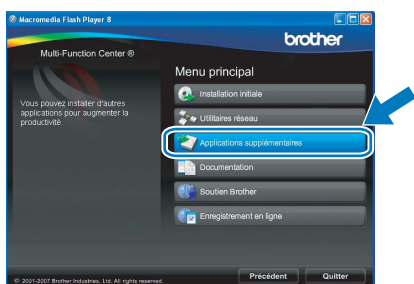 Macromedia Flash Player 8
brother
Multi-Function Center ®
Menu principal
Vous pouvez installer d'autres
applications pour augmenter la
productivité.
Installation initiale
Utilitaires réseau
Applications supplémentaires
Documentation
Soutien Brother
Enregistrement en ligne
© 2001-2007 Brother Industries, Ltd. All rights reserved.
Précédent
Quitter